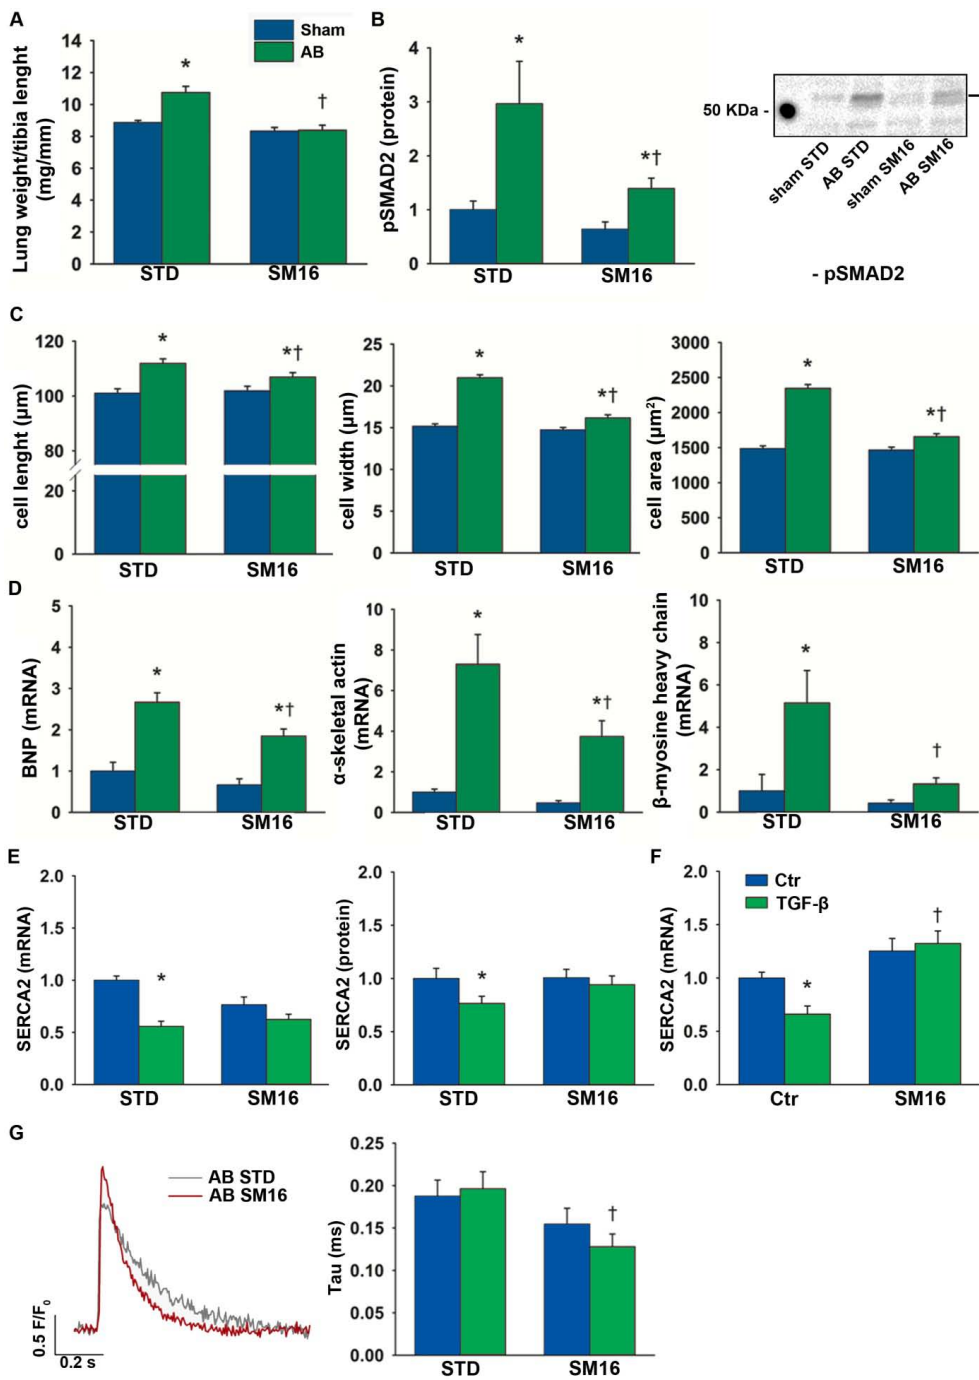 A
Lung weight/tibia lenght
(mg/mm)
14
12
10
8
6
4
2
0
*
†
STD
SM16
Sham
AB
B
pSMAD2 (protein)
4
3
2
1
0
*
*†
STD
SM16
50 KDa -
sham STD
AB STD
sham SM16
AB SM16
- pSMAD2
C
cell lenght (µm)
120
100
80
20
0
*
*†
STD
SM16
cell width (µm)
25
20
15
10
5
0
*
*†
STD
SM16
cell area (µm²)
3000
2500
2000
1500
1000
500
0
*
*†
STD
SM16
D
BNP (mRNA)
5
4
3
2
1
0
*
*†
STD
SM16
α-skeletal actin
(mRNA)
10
8
6
4
2
0
*
*†
STD
SM16
β-myosine heavy chain
(mRNA)
10
8
6
4
2
0
*
†
STD
SM16
E
SERCA2 (mRNA)
2.0
1.5
1.0
0.5
0.0
*
STD
SM16
SERCA2 (protein)
2.0
1.5
1.0
0.5
0.0
*
STD
SM16
F
SERCA2 (mRNA)
2.0
1.5
1.0
0.5
0.0
Ctr
TGF-β
*
†
Ctr
SM16
G
AB STD
AB SM16
0.5 F/F₀
0.2 s
Tau (ms)
0.25
0.20
0.15
0.10
0.05
0.00
†
STD
SM16